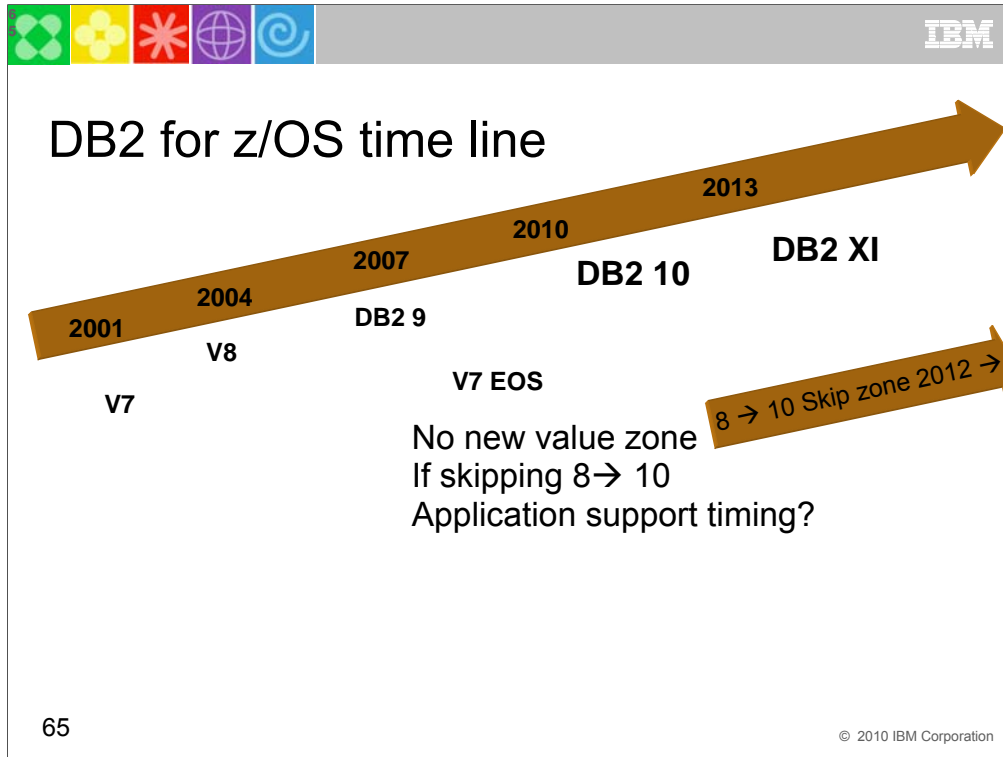 65
IBM
DB2 for z/OS time line
2001
2004
2007
2010
2013
V7
V8
DB2 9
V7 EOS
DB2 10
DB2 XI
8 → 10 Skip zone 2012 →
No new value zone
If skipping 8→ 10
Application support timing?
65
© 2010 IBM Corporation